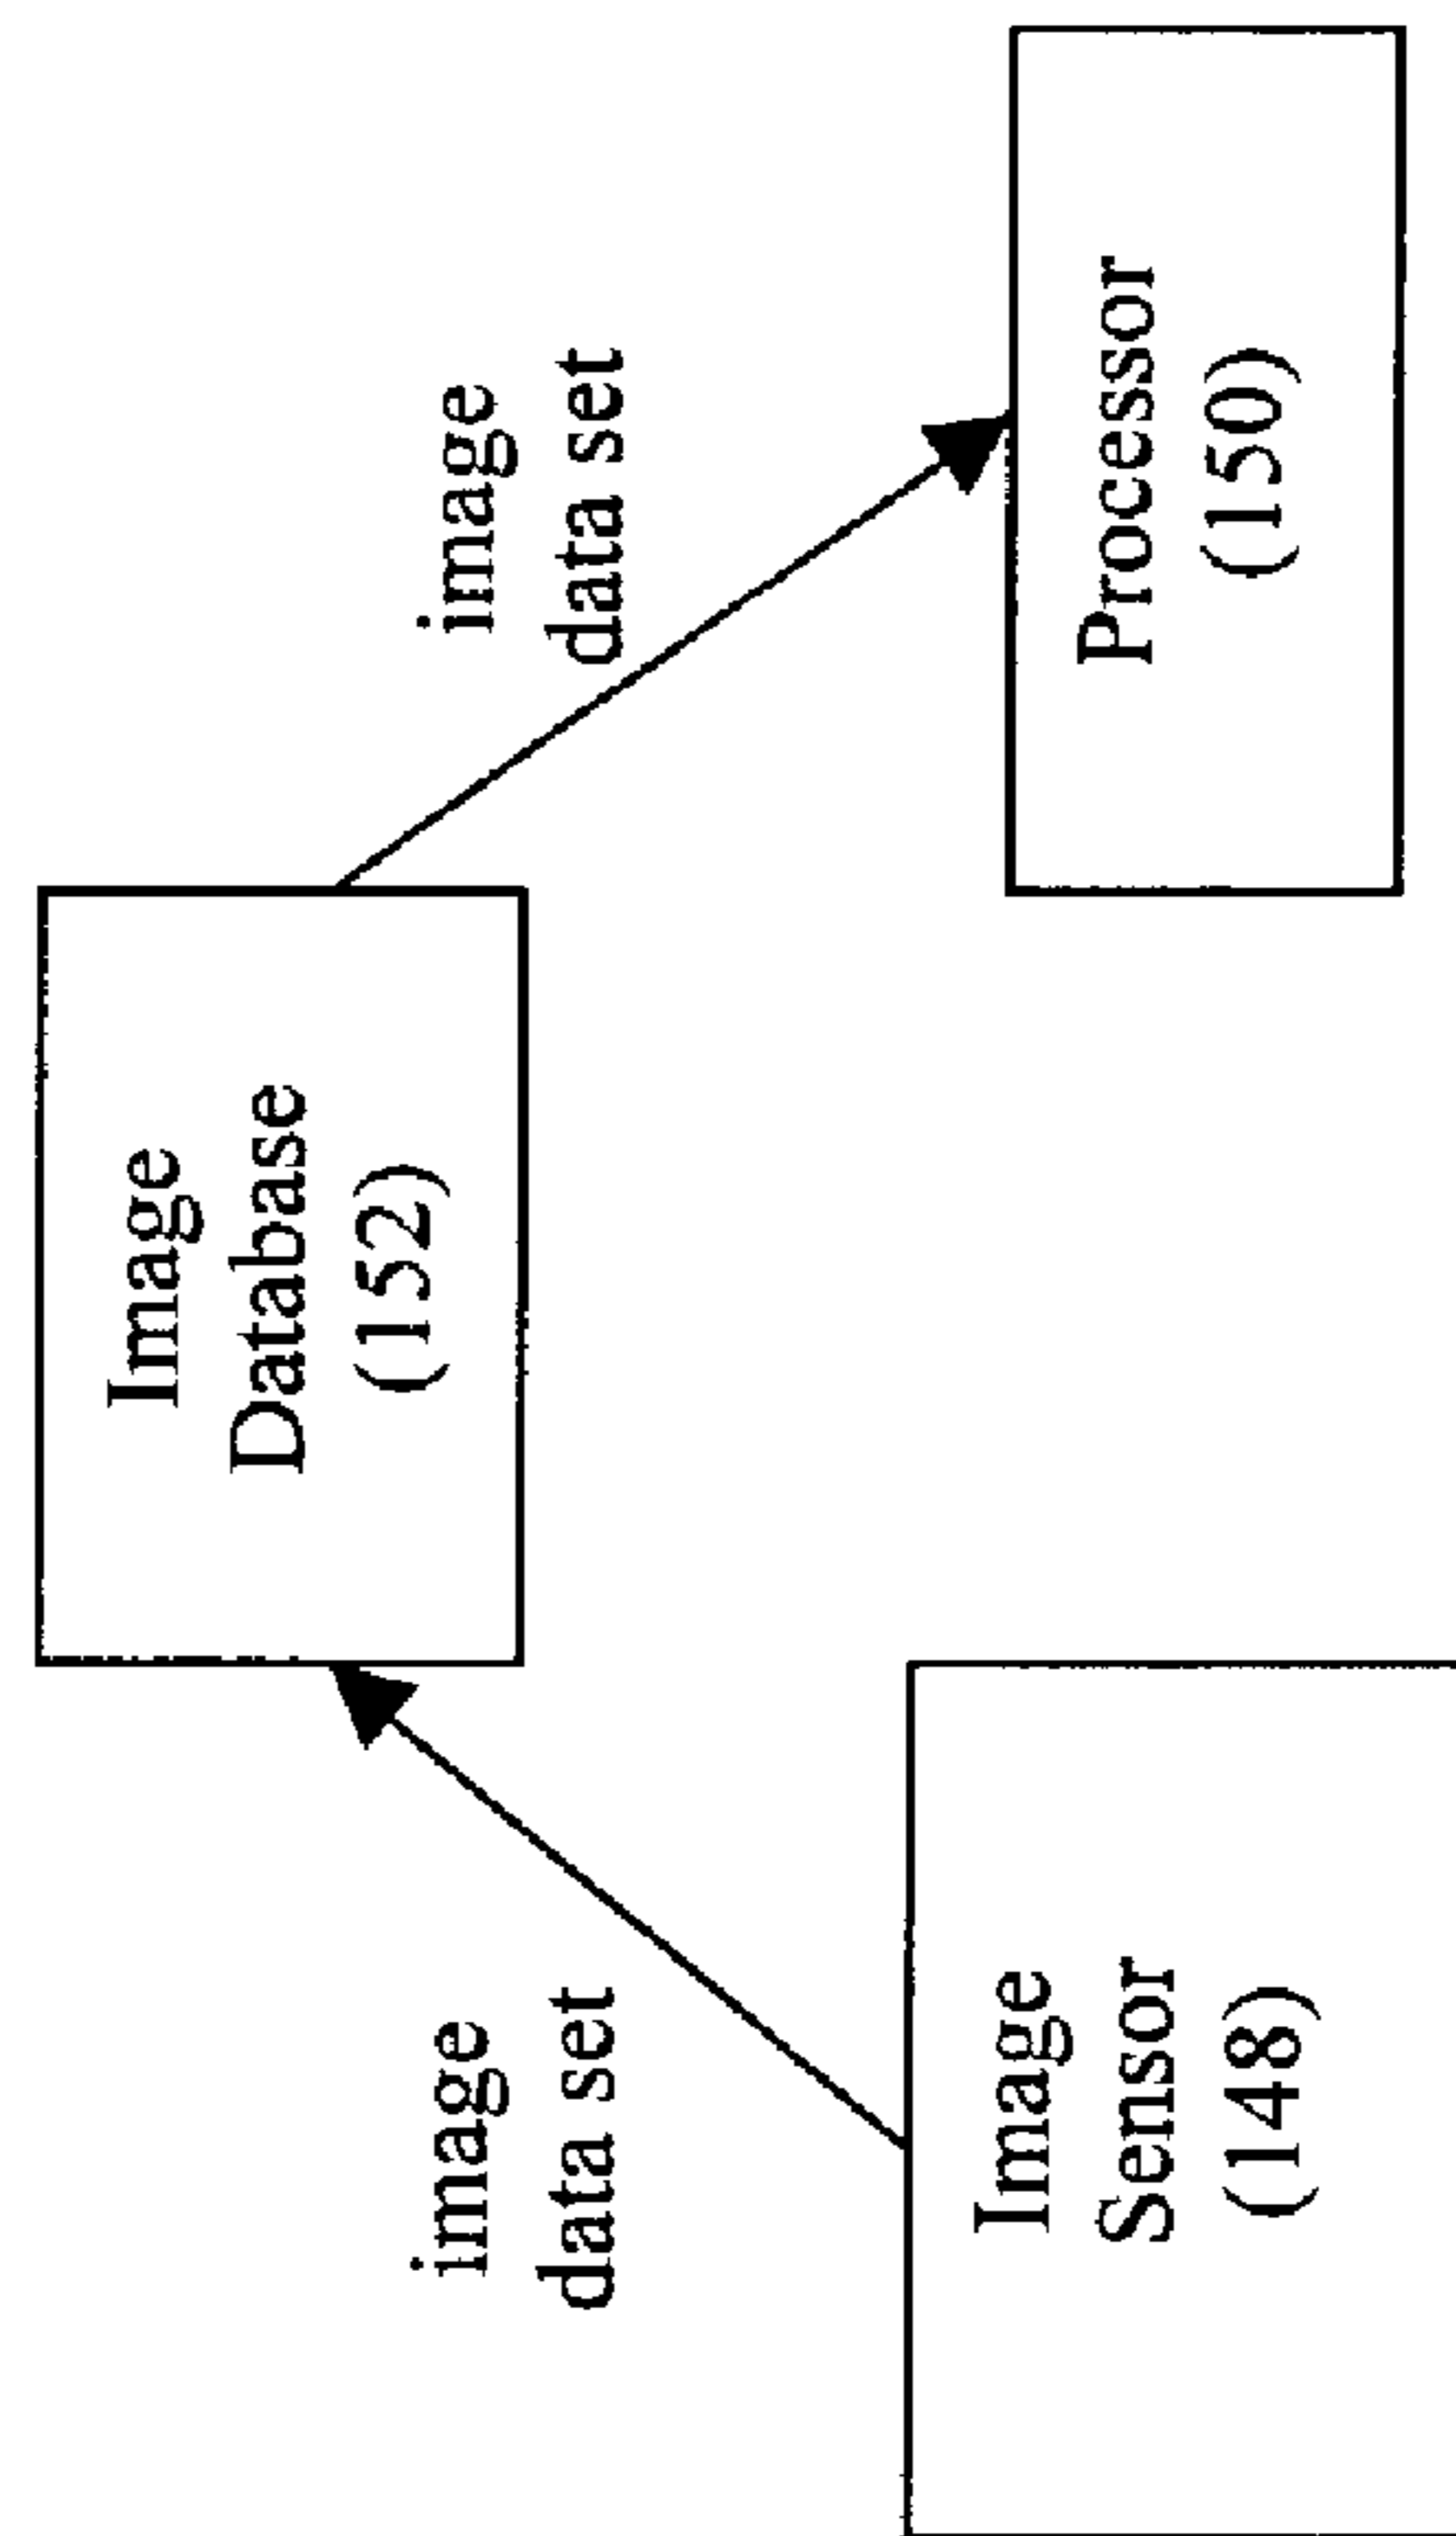 Image
Database
(152)
image
data set
image
data set
Image
Sensor
(148)
Processor
(150)